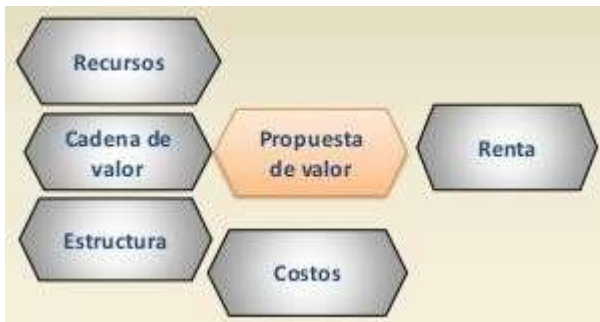 Recursos
Cadena de
valor
Propuesta
de valor
Renta
Estructura
Costos